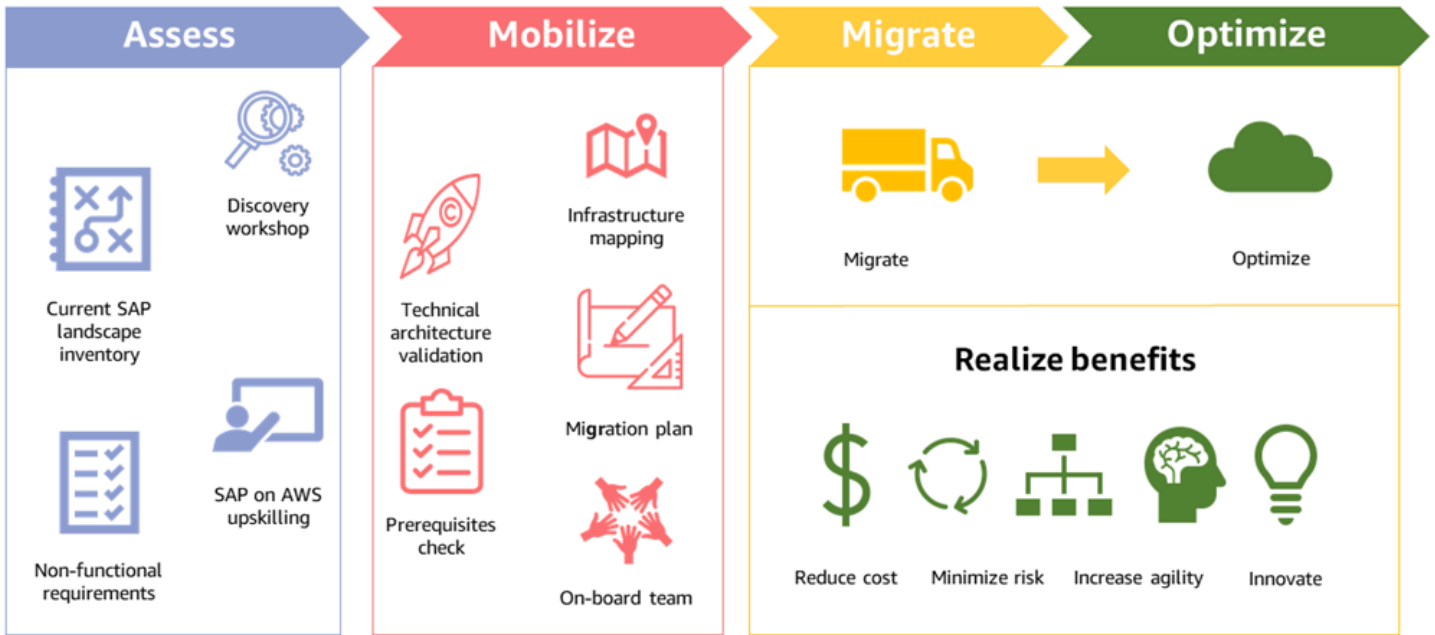 Assess
Mobilize
Migrate
Optimize
Discovery
workshop
Current SAP
landscape
inventory
SAP on AWS
upskilling
Non-functional
requirements
Infrastructure
mapping
C
Technical
architecture
validation
Migration plan
Prerequisites
check
On-board team
Migrate
Optimize
Realize benefits
$
Reduce cost
Minimize risk
Increase agility
Innovate